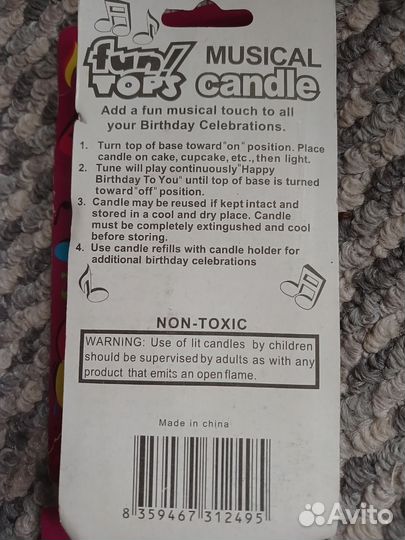 fun! MUSICAL
TOPS candle
Add a fun musical touch to all
your Birthday Celebrations.
1. Turn top of base toward "on" position. Place
candle on cake, cupcake, etc., then light.
2. Tune will play continuously "Happy
Birthday To You" until top of base is turned
toward "off" position.
3. Candle may be reused if kept intact and
stored in a cool and dry place. Candle
must be completely extingushed and cool
before storing.
4. Use candle refills with candle holder for
additional birthday celebrations
NON-TOXIC
WARNING: Use of lit candles by children
should be supervised by adults as with any
product that emits an open flame.
Made in china
8 359467 312495
Avito